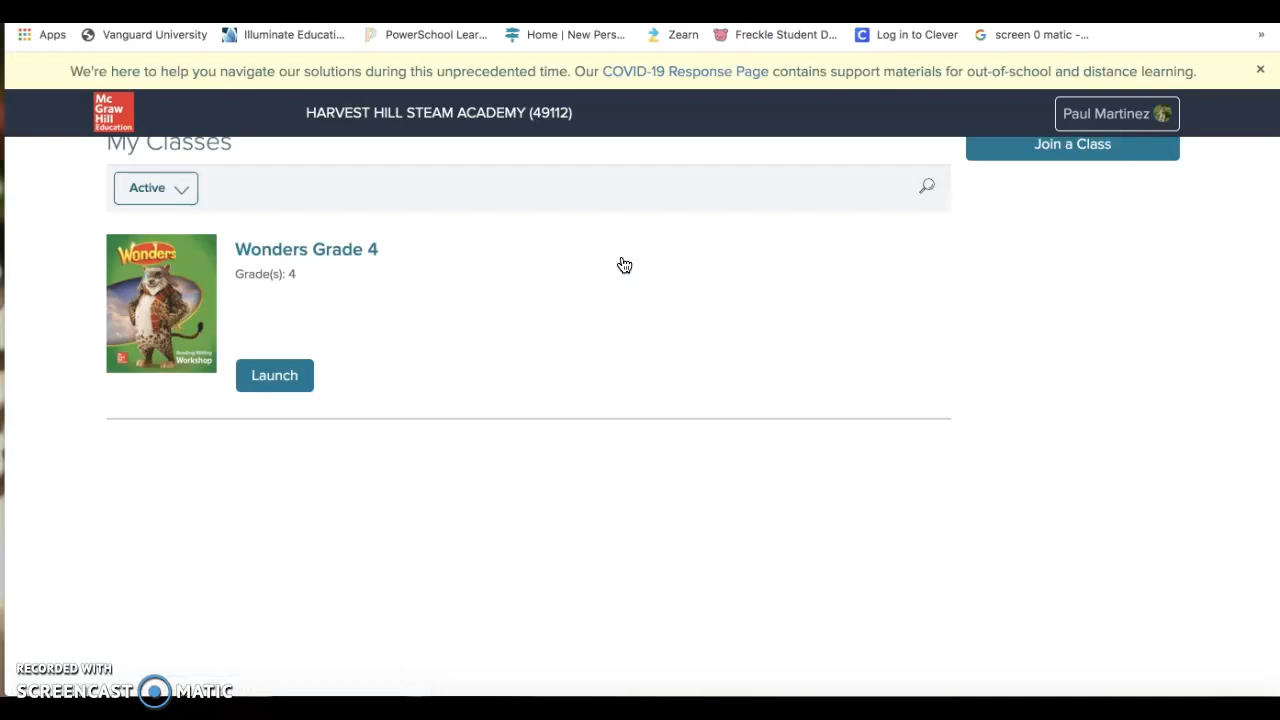 Apps Vanguard University Illuminate Educati... PowerSchool Lear... Home | New Pers... Zearn Freckle Student D... Log in to Clever screen 0 matic -... »
We're here to help you navigate our solutions during this unprecedented time. Our COVID-19 Response Page contains support materials for out-of-school and distance learning. ×
Mc
Graw
Hill
Education
HARVEST HILL STEAM ACADEMY (49112)
Paul Martinez
My Classes
Join a Class
Active
Wonders
Reading/Writing
Workshop
Wonders Grade 4
Grade(s): 4
Launch
RECORDED WITH
SCREENCAST MATIC